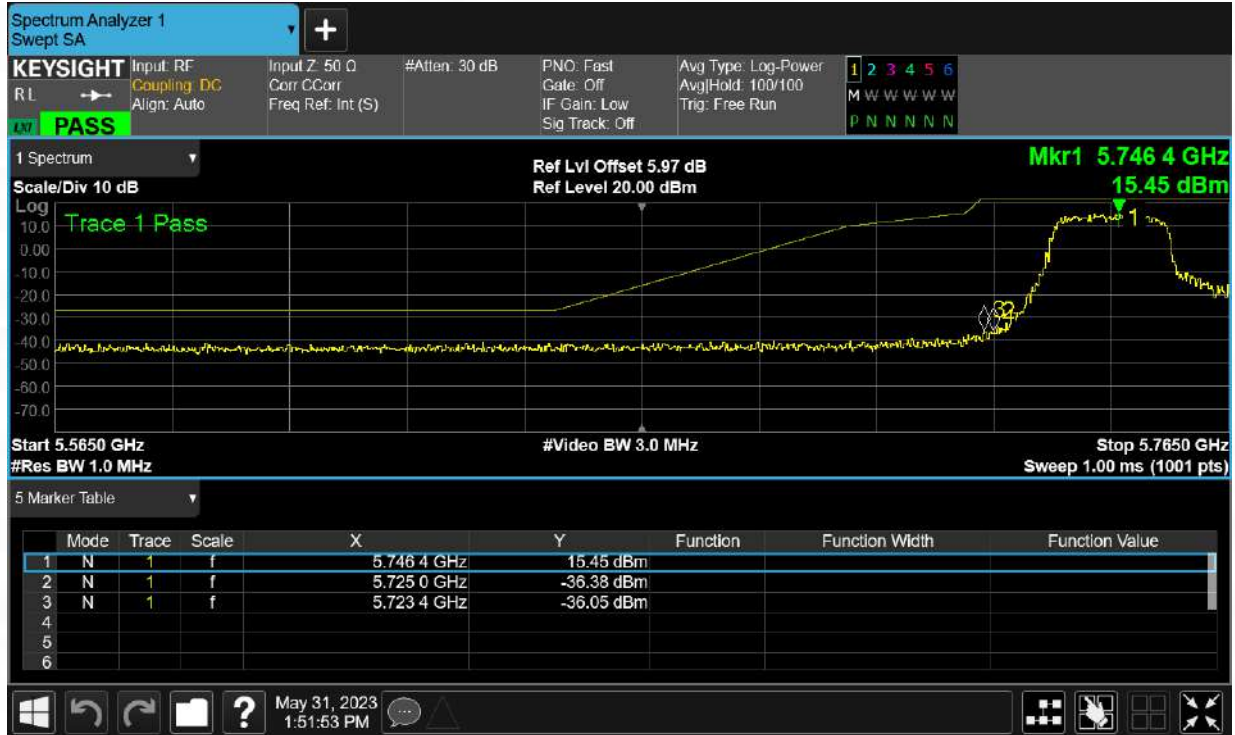 Spectrum Analyzer 1
Swept SA
+
KEYSIGHT
RL
LXI
PASS
Input: RF
Coupling: DC
Align: Auto
Input Z: 50 Ω
Corr CCorr
Freq Ref: Int (S)
#Atten: 30 dB
PNO: Fast
Gate: Off
IF Gain: Low
Sig Track: Off
Avg Type: Log-Power
Avg|Hold: 100/100
Trig: Free Run
1 2 3 4 5 6
M W W W W W
P N N N N N
1 Spectrum
Scale/Div 10 dB
Ref Lvl Offset 5.97 dB
Ref Level 20.00 dBm
Mkr1 5.746 4 GHz
15.45 dBm
Log
Trace 1 Pass
10.0
0.00
-10.0
-20.0
-30.0
-40.0
-50.0
-60.0
-70.0
1
Start 5.5650 GHz
#Video BW 3.0 MHz
Stop 5.7650 GHz
#Res BW 1.0 MHz
Sweep 1.00 ms (1001 pts)
5 Marker Table
Mode Trace Scale X Y Function Function Width Function Value
1 N 1 f 5.746 4 GHz 15.45 dBm
2 N 1 f 5.725 0 GHz -36.38 dBm
3 N 1 f 5.723 4 GHz -36.05 dBm
4
5
6
?
May 31, 2023
1:51:53 PM